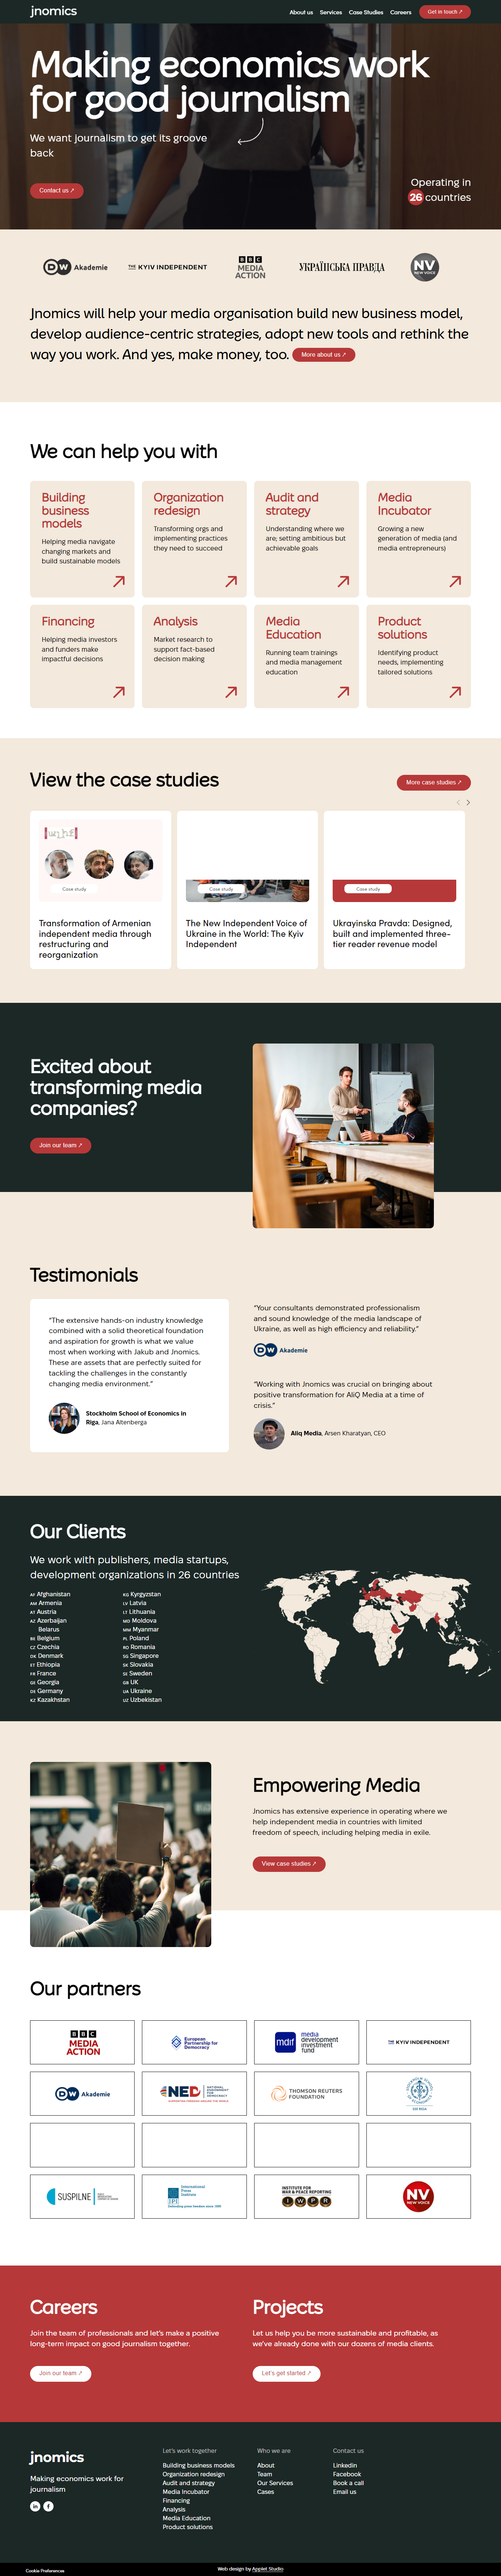 jnomics
About us Services Case Studies Careers Get in touch ↗
Making economics work
for good journalism
We want journalism to get its groove
back
Contact us ↗
Operating in
26 countries
DW Akademie
THE KYIV INDEPENDENT
BBC
MEDIA
ACTION
УКРАЇНСЬКА ПРАВДА
NV
NEW VOICE
Jnomics will help your media organisation build new business model,
develop audience-centric strategies, adopt new tools and rethink the
way you work. And yes, make money, too. More about us ↗
We can help you with
Building
business
models
Helping media navigate
changing markets and
build sustainable models
Organization
redesign
Transforming orgs and
implementing practices
they need to succeed
Audit and
strategy
Understanding where we
are; setting ambitious but
achievable goals
Media
Incubator
Growing a new
generation of media (and
media entrepreneurs)
Financing
Helping media investors
and funders make
impactful decisions
Analysis
Market research to
support fact-based
decision making
Media
Education
Running team trainings
and media management
education
Product
solutions
Identifying product
needs, implementing
tailored solutions
View the case studies
More case studies ↗
Case study
Transformation of Armenian
independent media through
restructuring and
reorganization
Case study
The New Independent Voice of
Ukraine in the World: The Kyiv
Independent
Case study
Ukrayinska Pravda: Designed,
built and implemented three-
tier reader revenue model
Excited about
transforming media
companies?
Join our team ↗
Testimonials
“The extensive hands-on industry knowledge
combined with a solid theoretical foundation
and aspiration for growth is what we value
most when working with Jakub and Jnomics.
These are assets that are perfectly suited for
tackling the challenges in the constantly
changing media environment.”
Stockholm School of Economics in
Riga, Jana Altenberga
“Your consultants demonstrated professionalism
and sound knowledge of the media landscape of
Ukraine, as well as high efficiency and reliability.”
DW Akademie
“Working with Jnomics was crucial on bringing about
positive transformation for AliQ Media at a time of
crisis.”
Aliq Media, Arsen Kharatyan, CEO
Our Clients
We work with publishers, media startups,
development organizations in 26 countries
AF Afghanistan
AM Armenia
AT Austria
AZ Azerbaijan
Belarus
BE Belgium
CZ Czechia
DK Denmark
ET Ethiopia
FR France
GE Georgia
DE Germany
KZ Kazakhstan
KG Kyrgyzstan
LV Latvia
LT Lithuania
MD Moldova
MM Myanmar
PL Poland
RO Romania
SG Singapore
SK Slovakia
SE Sweden
GB UK
UA Ukraine
UZ Uzbekistan
Empowering Media
Jnomics has extensive experience in operating where we
help independent media in countries with limited
freedom of speech, including helping media in exile.
View case studies ↗
Our partners
BBC
MEDIA
ACTION
European
Partnership for
Democracy
mdif media
development
investment
fund
THE KYIV INDEPENDENT
DW Akademie
NED NATIONAL
ENDOWMENT
FOR
DEMOCRACY
SUPPORTING FREEDOM AROUND THE WORLD
THOMSON REUTERS
FOUNDATION
STOCKHOLM SCHOOL OF ECONOMICS
SSE RIGA
SUSPILNE
International
Press
Institute
IPI
Defending press freedom since 1950
INSTITUTE FOR
WAR & PEACE REPORTING
IWPR
NV
NEW VOICE
Careers
Join the team of professionals and let’s make a positive
long-term impact on good journalism together.
Join our team ↗
Projects
Let us help you be more sustainable and profitable, as
we’ve already done with our dozens of media clients.
Let’s get started ↗
jnomics
Making economics work for
journalism
in f
Let’s work together
Building business models
Organization redesign
Audit and strategy
Media Incubator
Financing
Analysis
Media Education
Product solutions
Who we are
About
Team
Our Services
Cases
Contact us
Linkedin
Facebook
Book a call
Email us
Cookie Preferences
Web design by Applet Studio